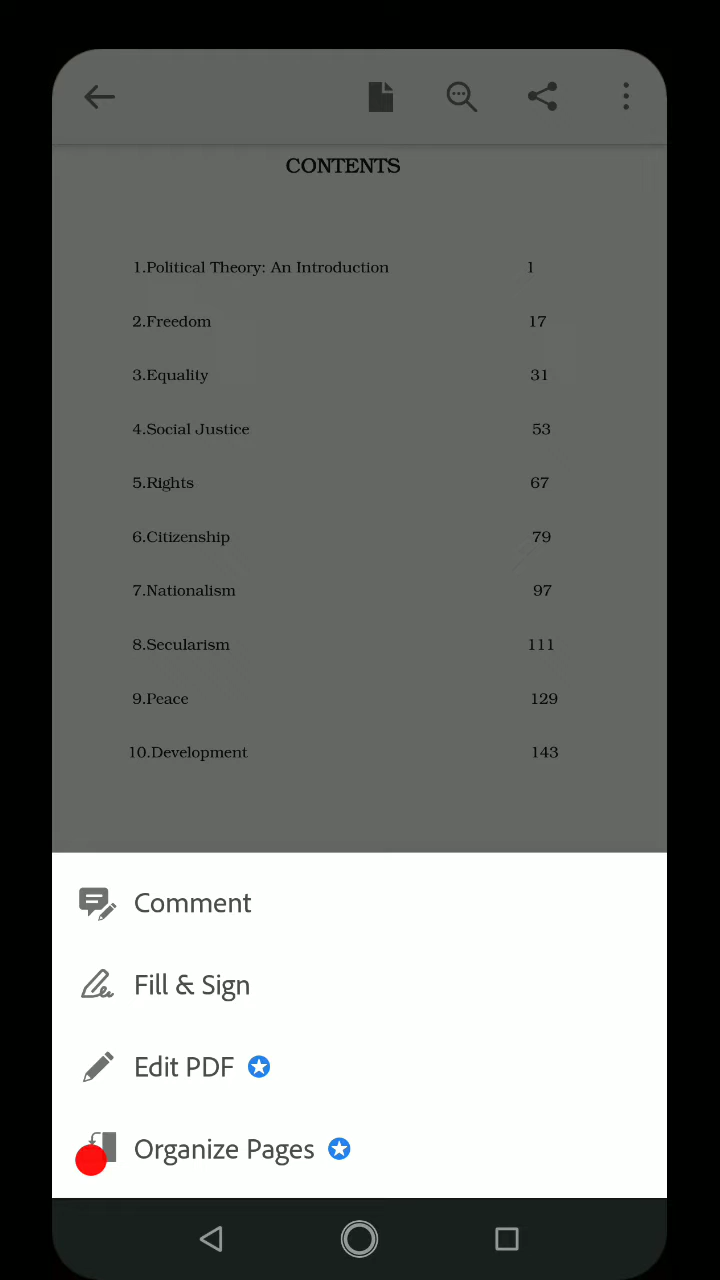 CONTENTS
1.Political Theory: An Introduction 1
2.Freedom 17
3.Equality 31
4.Social Justice 53
5.Rights 67
6.Citizenship 79
7.Nationalism 97
8.Secularism 111
9.Peace 129
10.Development 143
Comment
Fill & Sign
Edit PDF
Organize Pages